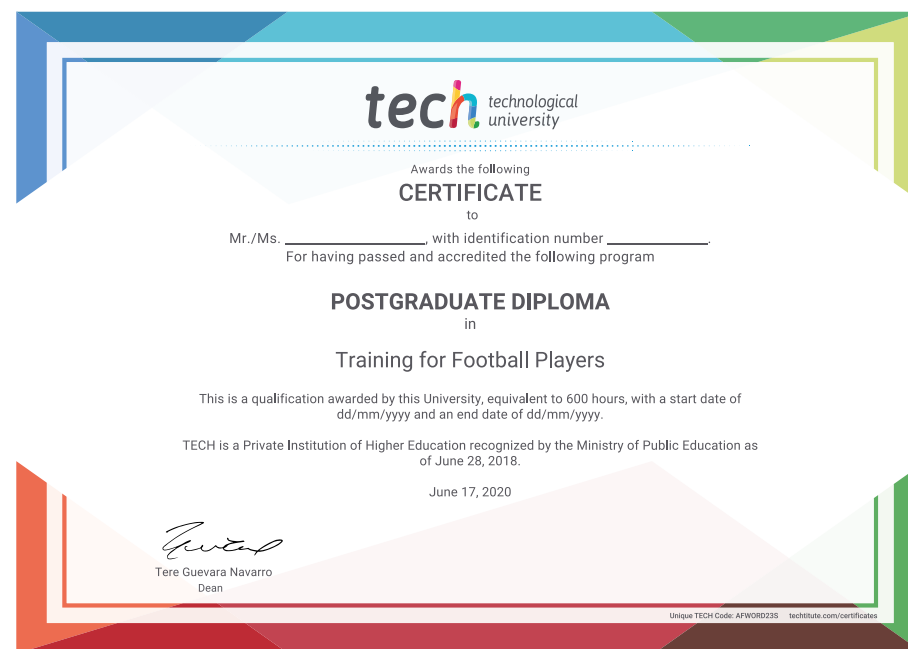 tech technological
university
Awards the following
CERTIFICATE
to
Mr./Ms. ____________________, with identification number ______________.
For having passed and accredited the following program
POSTGRADUATE DIPLOMA
in
Training for Football Players
This is a qualification awarded by this University, equivalent to 600 hours, with a start date of
dd/mm/yyyy and an end date of dd/mm/yyyy.
TECH is a Private Institution of Higher Education recognized by the Ministry of Public Education as
of June 28, 2018.
June 17, 2020
Tere Guevara Navarro
Dean
Unique TECH Code: AFWORD23S techtitute.com/certificates